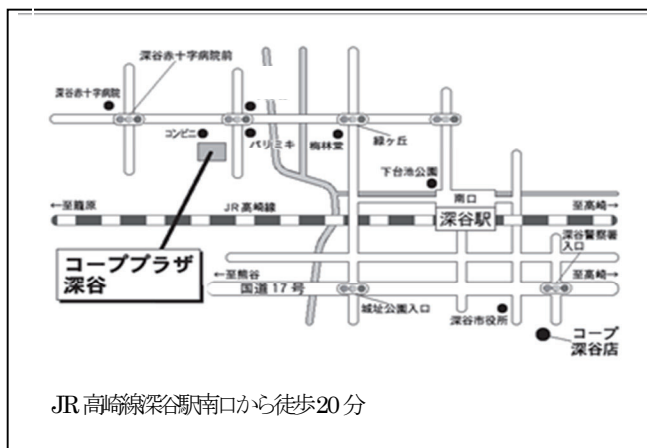 深谷赤十字病院前
深谷赤十字病院
コンビニ
パリミキ
梅林堂
緑ヶ丘
下台池公園
南口
←至籠原
JR高崎線
深谷駅
至高崎→
深谷警察署
入口
コーププラザ
深谷
←至熊谷
国道17号
至高崎→
城址公園入口
深谷市役所
コープ
深谷店
JR高崎線深谷駅南口から徒歩20分